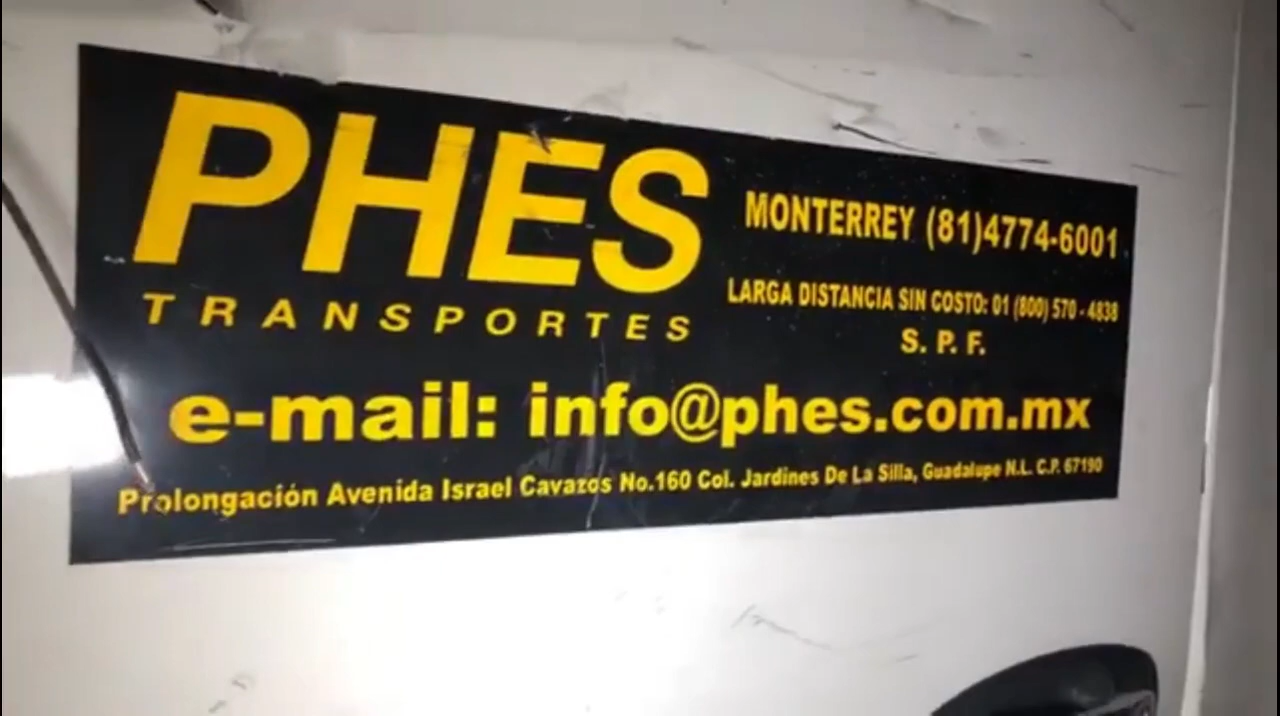 PHES
TRANSPORTES
MONTERREY (81)4774-6001
LARGA DISTANCIA SIN COSTO: 01 (800) 570 - 4838
S. P. F.
e-mail: info@phes.com.mx
Prolongación Avenida Israel Cavazos No.160 Col. Jardines De La Silla, Guadalupe N.L. C.P. 67190